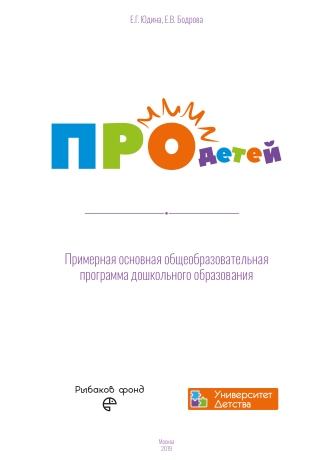 Е.Г. Юдина, Е.В. Бодрова
ПРО детей
Примерная основная общеобразовательная
программа дошкольного образования
Рыбаков фонд
Университет
Детства
Москва
2019